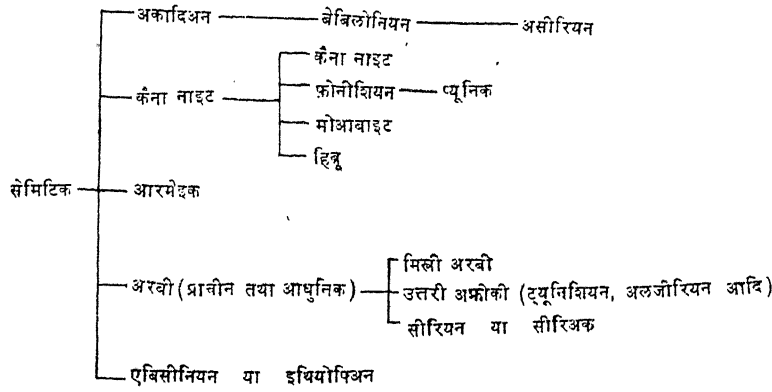 अकादिअन बेबिलोनियन असीरियन
कैना नाइट
कैना नाइट फ़ोनीशियन प्यूनिक
मोआबाइट
हिब्रू
सेमिटिक आरमेइक
मिस्री अरबी
अरबी (प्राचीन तथा आधुनिक) उत्तरी अफ्रीकी (ट्यूनिशियन, अलजीरियन आदि)
सीरियन या सीरिअक
एबिसीनियन या इथियोपिअन